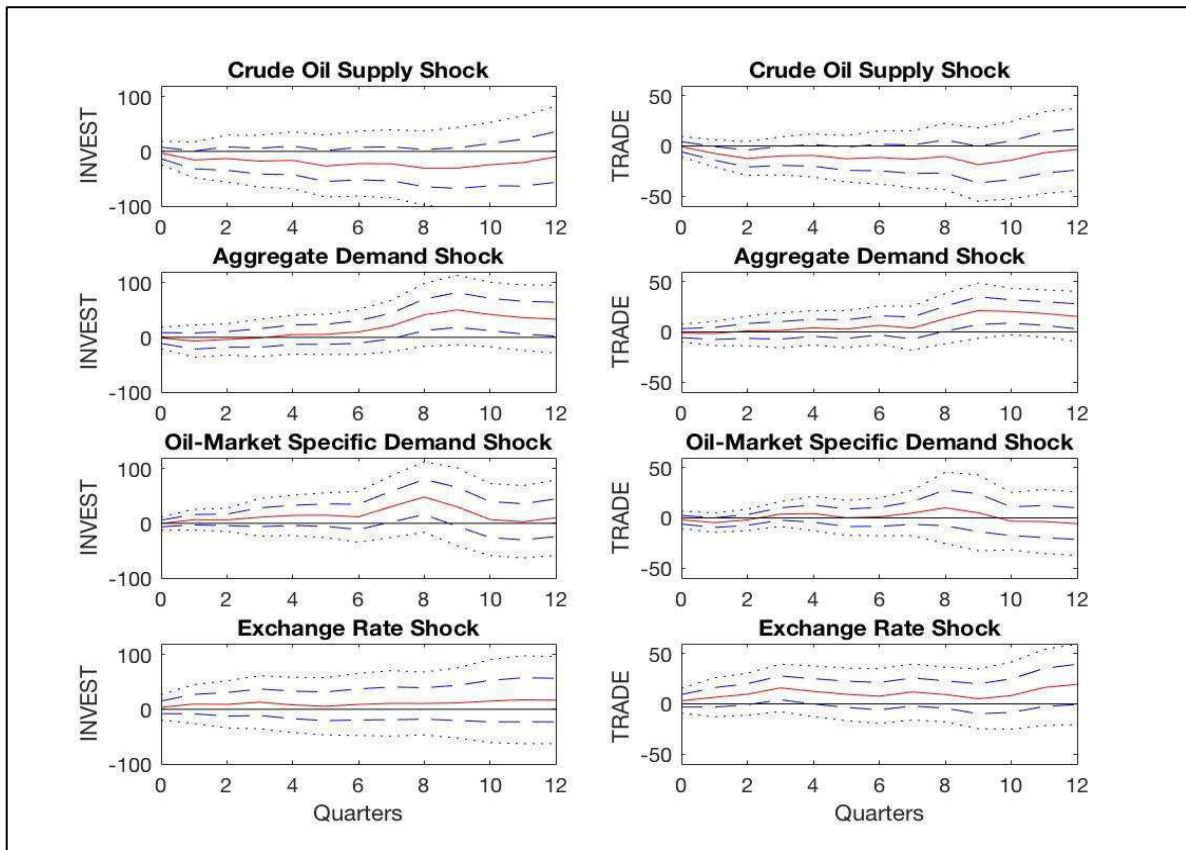 Crude Oil Supply Shock
INVEST
100
0
-100
0 2 4 6 8 10 12
Crude Oil Supply Shock
TRADE
50
0
-50
0 2 4 6 8 10 12
Aggregate Demand Shock
INVEST
100
0
-100
0 2 4 6 8 10 12
Aggregate Demand Shock
TRADE
50
0
-50
0 2 4 6 8 10 12
Oil-Market Specific Demand Shock
INVEST
100
0
-100
0 2 4 6 8 10 12
Oil-Market Specific Demand Shock
TRADE
50
0
-50
0 2 4 6 8 10 12
Exchange Rate Shock
INVEST
100
0
-100
0 2 4 6 8 10 12
Quarters
Exchange Rate Shock
TRADE
50
0
-50
0 2 4 6 8 10 12
Quarters